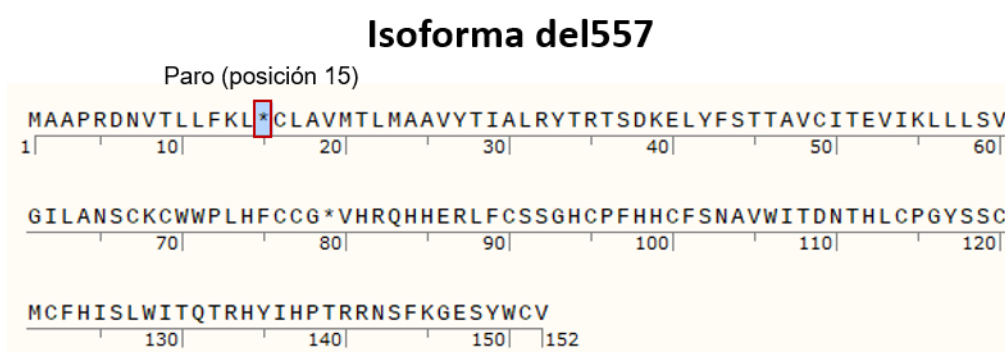 Isoforma del557
Paro (posición 15)
MAAPRDNVTLLFKL*CLAVMTLMAAVYTIALRYTRTSDKELYFSTTAVCITEVIKLLLSV
1| 10| 20| 30| 40| 50| 60|
GILANSCKCWWPLHFCCG*VHRQHHERLFCSSGHCPFHHCFSNAVWITDNTHLCPGYSSC
70| 80| 90| 100| 110| 120|
MCFHISLWITQTRHYIHPTRRNSFKGESYWCV
130| 140| 150| |152